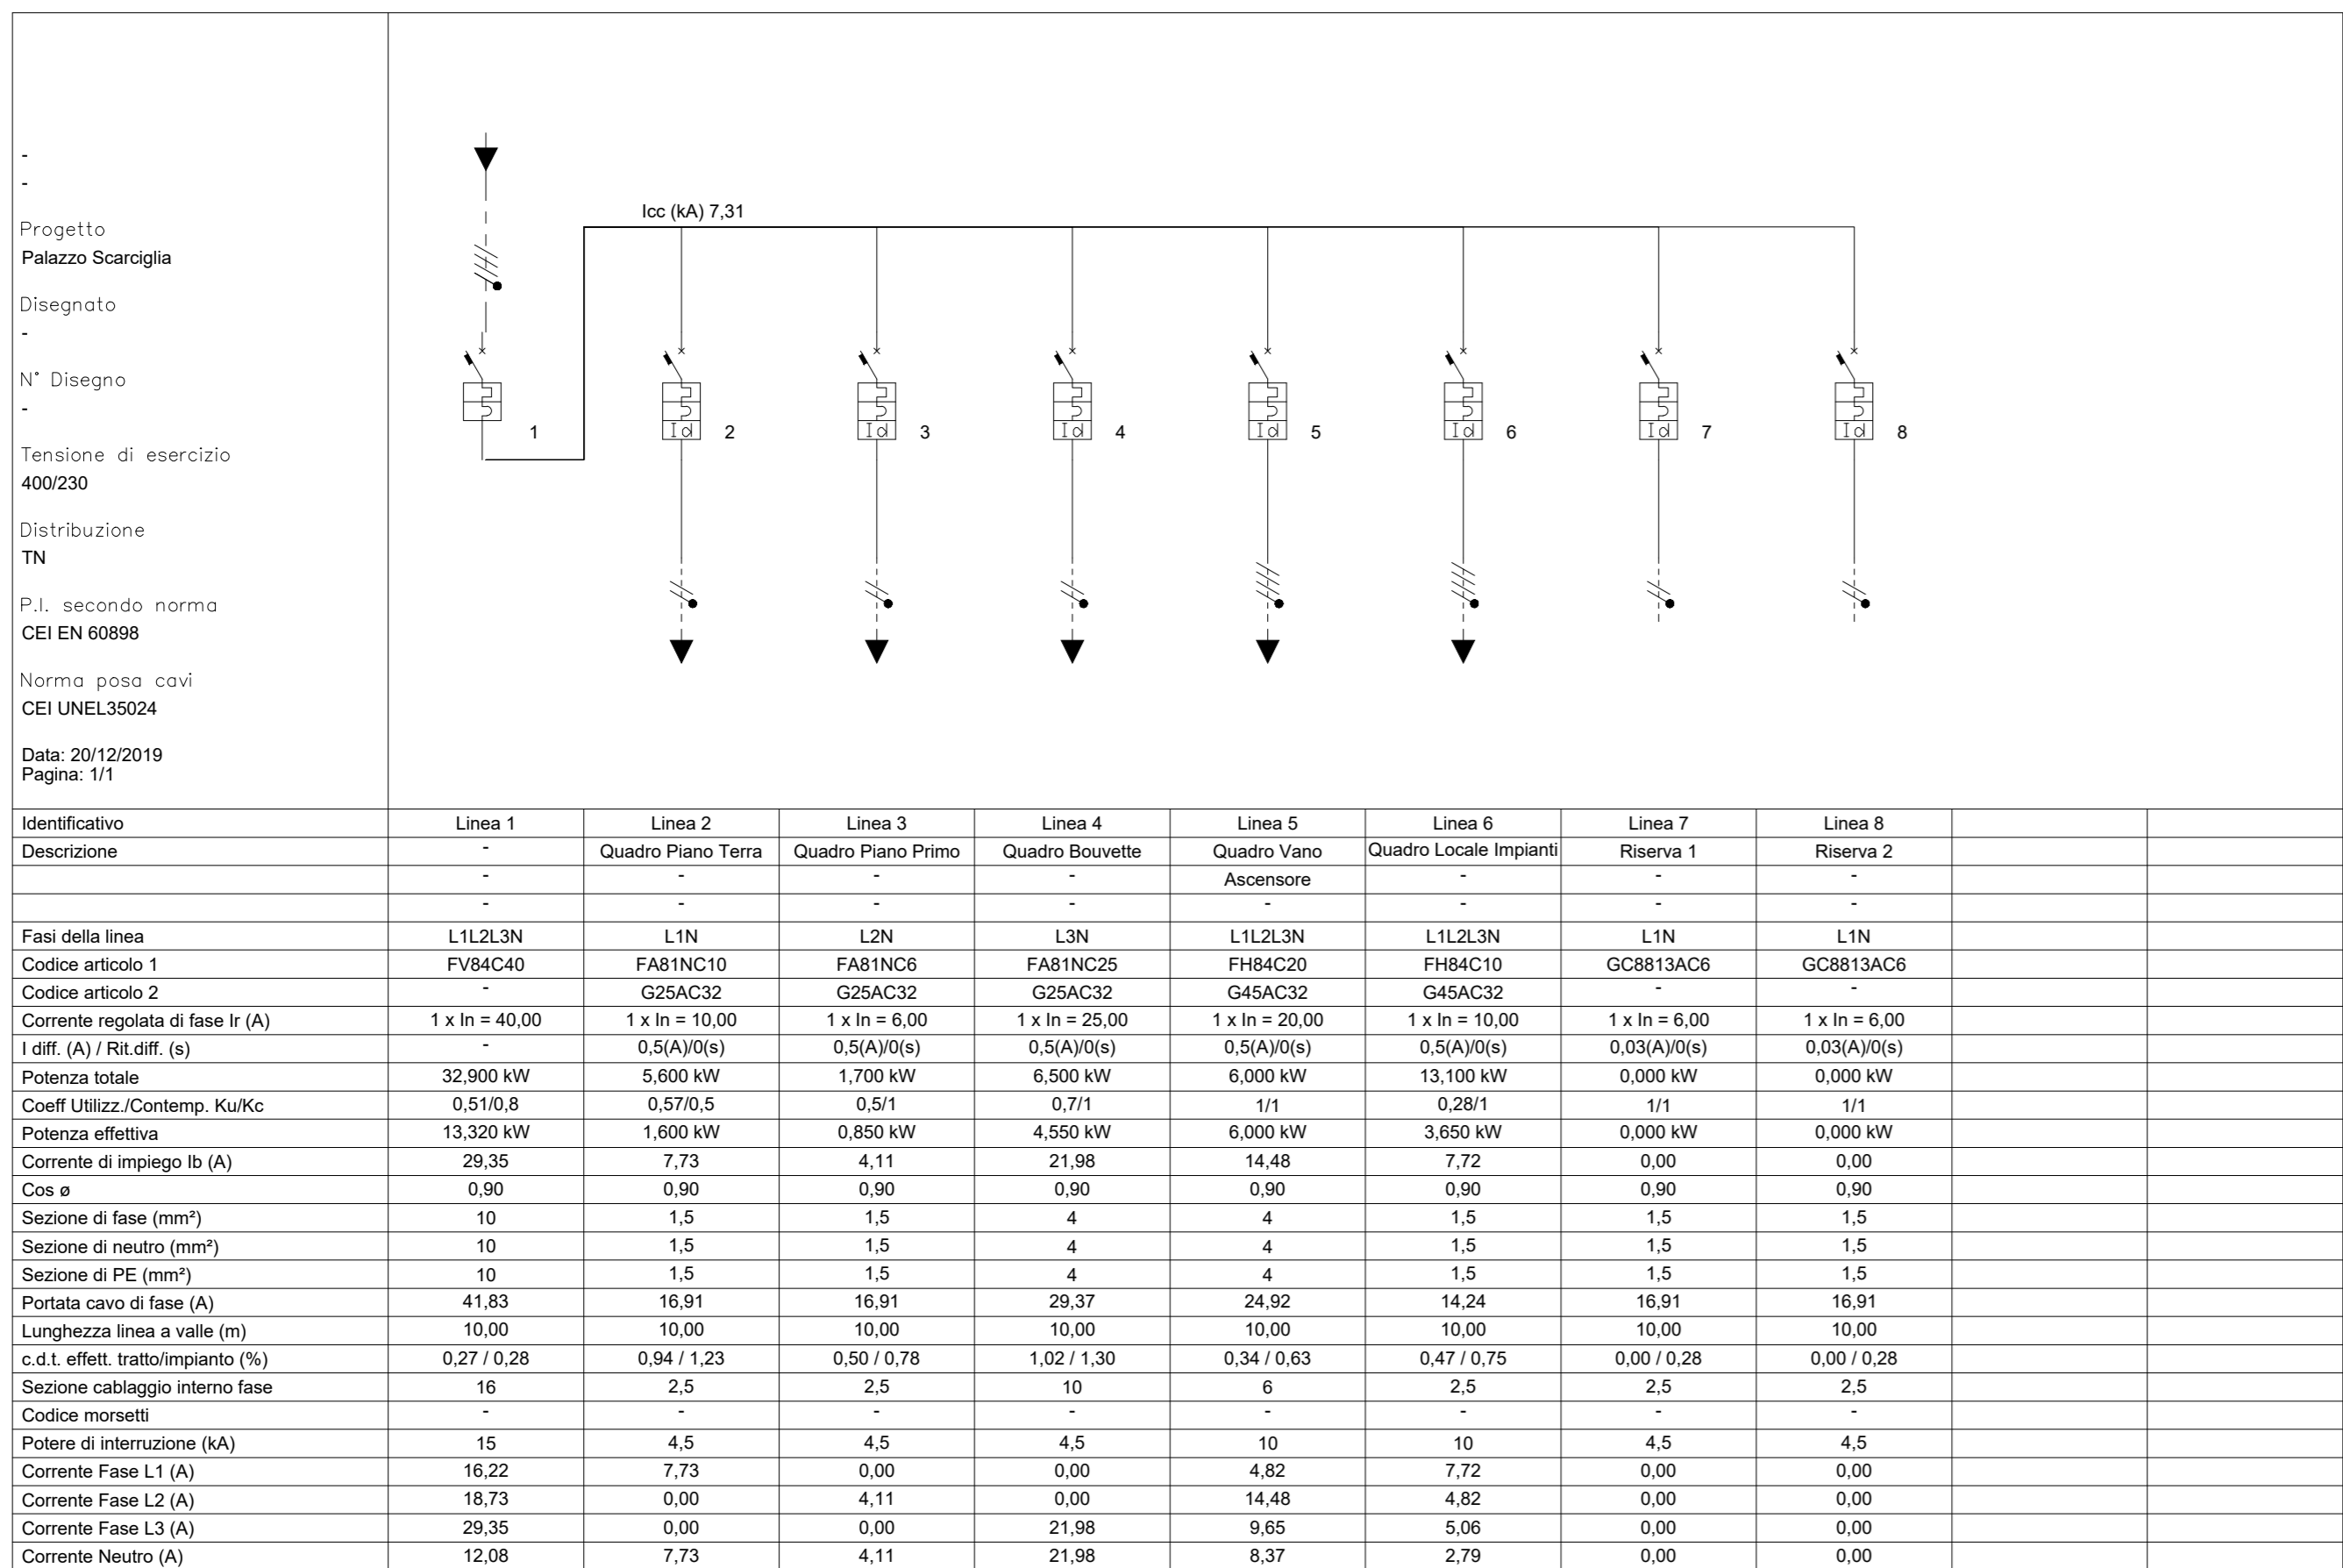 -
-
Progetto
Palazzo Scarciglia
Disegnato
-
N° Disegno
-
Tensione di esercizio
400/230
Distribuzione
TN
P.I. secondo norma
CEI EN 60898
Norma posa cavi
CEI UNEL35024
Data: 20/12/2019
Pagina: 1/1
Icc (kA) 7,31
1
Id 2
Id 3
Id 4
Id 5
Id 6
Id 7
Id 8
Identificativo Linea 1 Linea 2 Linea 3 Linea 4 Linea 5 Linea 6 Linea 7 Linea 8
Descrizione - Quadro Piano Terra Quadro Piano Primo Quadro Bouvette Quadro Vano Quadro Locale Impianti Riserva 1 Riserva 2
- - - - Ascensore - - -
- - - - - - - -
Fasi della linea L1L2L3N L1N L2N L3N L1L2L3N L1L2L3N L1N L1N
Codice articolo 1 FV84C40 FA81NC10 FA81NC6 FA81NC25 FH84C20 FH84C10 GC8813AC6 GC8813AC6
Codice articolo 2 - G25AC32 G25AC32 G25AC32 G45AC32 G45AC32 - -
Corrente regolata di fase Ir (A) 1 x In = 40,00 1 x In = 10,00 1 x In = 6,00 1 x In = 25,00 1 x In = 20,00 1 x In = 10,00 1 x In = 6,00 1 x In = 6,00
I diff. (A) / Rit.diff. (s) - 0,5(A)/0(s) 0,5(A)/0(s) 0,5(A)/0(s) 0,5(A)/0(s) 0,5(A)/0(s) 0,03(A)/0(s) 0,03(A)/0(s)
Potenza totale 32,900 kW 5,600 kW 1,700 kW 6,500 kW 6,000 kW 13,100 kW 0,000 kW 0,000 kW
Coeff Utilizz./Contemp. Ku/Kc 0,51/0,8 0,57/0,5 0,5/1 0,7/1 1/1 0,28/1 1/1 1/1
Potenza effettiva 13,320 kW 1,600 kW 0,850 kW 4,550 kW 6,000 kW 3,650 kW 0,000 kW 0,000 kW
Corrente di impiego Ib (A) 29,35 7,73 4,11 21,98 14,48 7,72 0,00 0,00
Cos ø 0,90 0,90 0,90 0,90 0,90 0,90 0,90 0,90
Sezione di fase (mm²) 10 1,5 1,5 4 4 1,5 1,5 1,5
Sezione di neutro (mm²) 10 1,5 1,5 4 4 1,5 1,5 1,5
Sezione di PE (mm²) 10 1,5 1,5 4 4 1,5 1,5 1,5
Portata cavo di fase (A) 41,83 16,91 16,91 29,37 24,92 14,24 16,91 16,91
Lunghezza linea a valle (m) 10,00 10,00 10,00 10,00 10,00 10,00 10,00 10,00
c.d.t. effett. tratto/impianto (%) 0,27 / 0,28 0,94 / 1,23 0,50 / 0,78 1,02 / 1,30 0,34 / 0,63 0,47 / 0,75 0,00 / 0,28 0,00 / 0,28
Sezione cablaggio interno fase 16 2,5 2,5 10 6 2,5 2,5 2,5
Codice morsetti - - - - - - - -
Potere di interruzione (kA) 15 4,5 4,5 4,5 10 10 4,5 4,5
Corrente Fase L1 (A) 16,22 7,73 0,00 0,00 4,82 7,72 0,00 0,00
Corrente Fase L2 (A) 18,73 0,00 4,11 0,00 14,48 4,82 0,00 0,00
Corrente Fase L3 (A) 29,35 0,00 0,00 21,98 9,65 5,06 0,00 0,00
Corrente Neutro (A) 12,08 7,73 4,11 21,98 8,37 2,79 0,00 0,00